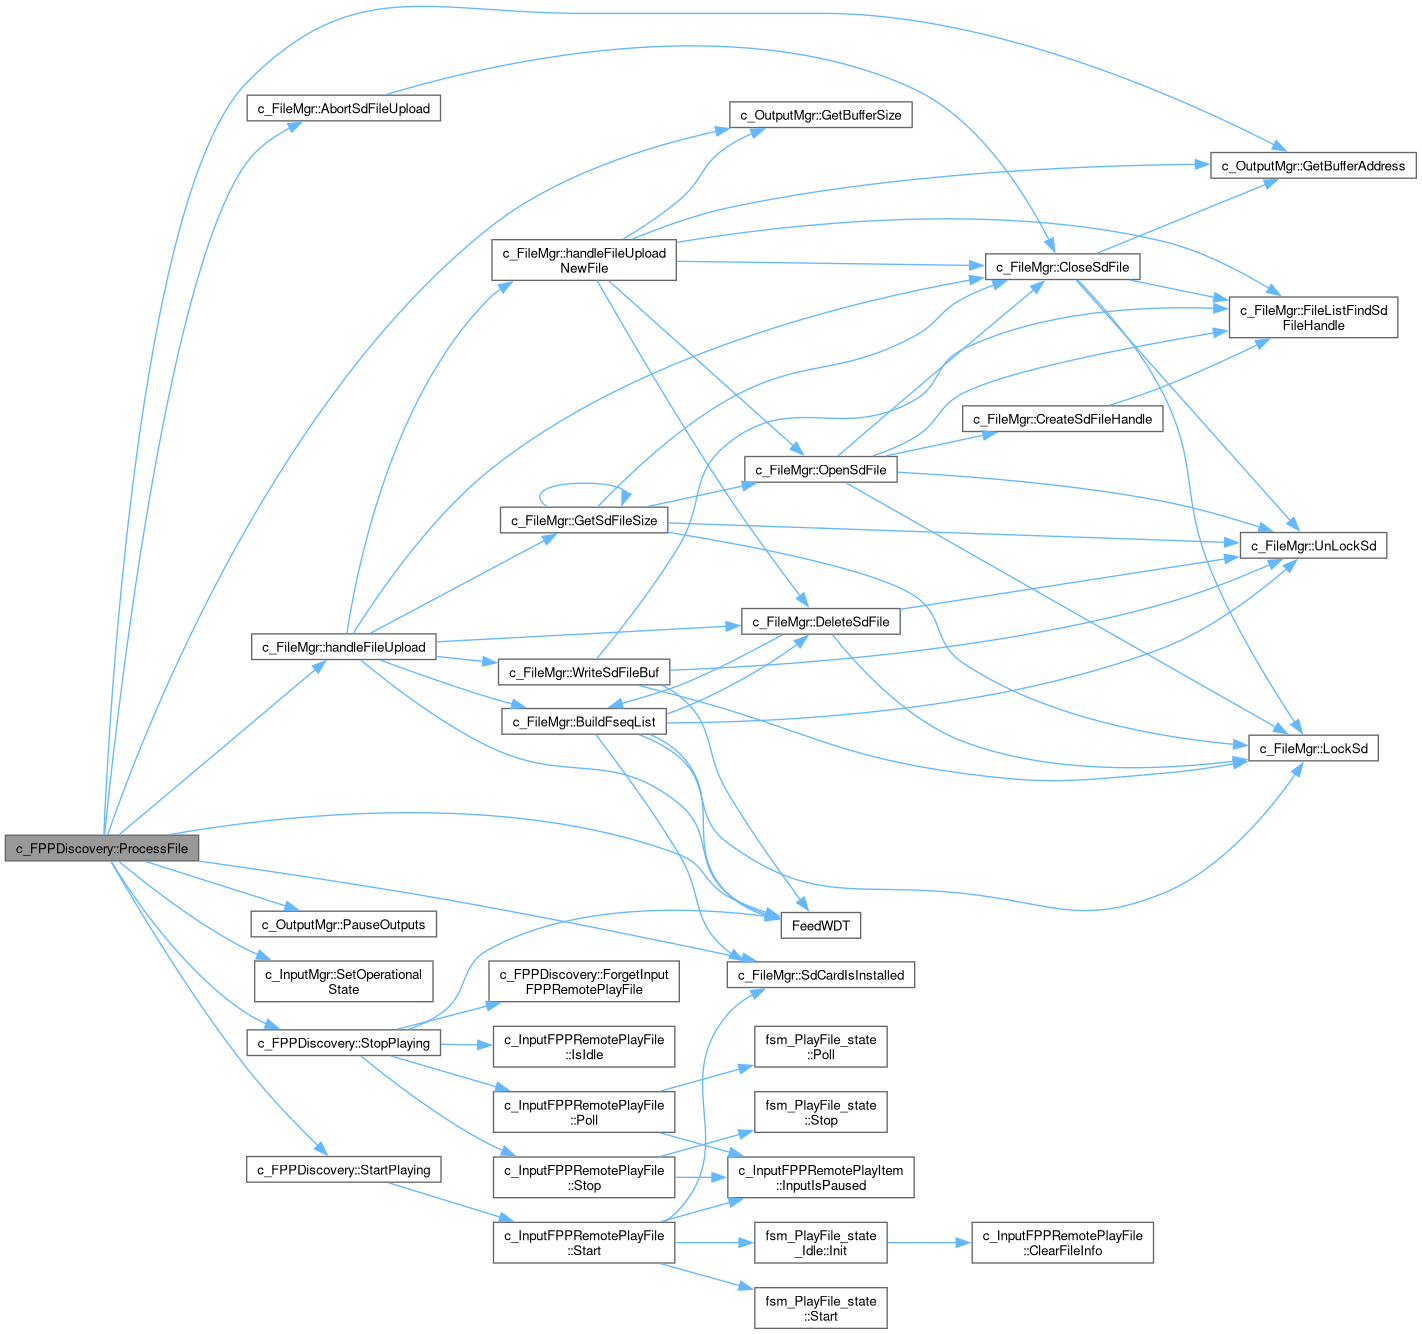 c_FileMgr::AbortSdFileUpload
c_OutputMgr::GetBufferSize
c_OutputMgr::GetBufferAddress
c_FileMgr::handleFileUpload
NewFile
c_FileMgr::CloseSdFile
c_FileMgr::FileListFindSd
FileHandle
c_FileMgr::CreateSdFileHandle
c_FileMgr::OpenSdFile
c_FileMgr::GetSdFileSize
c_FileMgr::UnLockSd
c_FileMgr::DeleteSdFile
c_FileMgr::handleFileUpload
c_FileMgr::WriteSdFileBuf
c_FileMgr::BuildFseqList
c_FileMgr::LockSd
c_FPPDiscovery::ProcessFile
c_OutputMgr::PauseOutputs
FeedWDT
c_InputMgr::SetOperational
State
c_FileMgr::SdCardIsInstalled
c_FPPDiscovery::ForgetInput
FPPRemotePlayFile
c_FPPDiscovery::StopPlaying
c_InputFPPRemotePlayFile
::IsIdle
fsm_PlayFile_state
::Poll
c_InputFPPRemotePlayFile
::Poll
fsm_PlayFile_state
::Stop
c_FPPDiscovery::StartPlaying
c_InputFPPRemotePlayFile
::Stop
c_InputFPPRemotePlayItem
::InputIsPaused
c_InputFPPRemotePlayFile
::Start
fsm_PlayFile_state
_Idle::Init
c_InputFPPRemotePlayFile
::ClearFileInfo
fsm_PlayFile_state
::Start